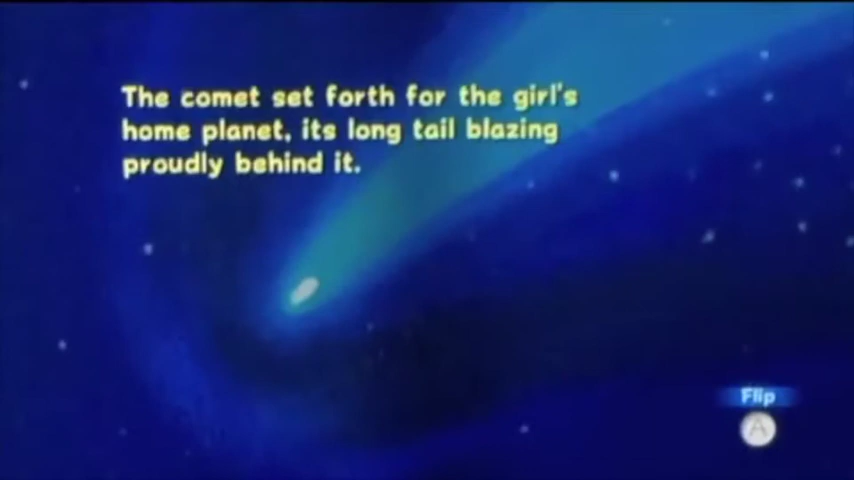 The comet set forth for the girl's
home planet, its long tail blazing
proudly behind it.
Flip
A